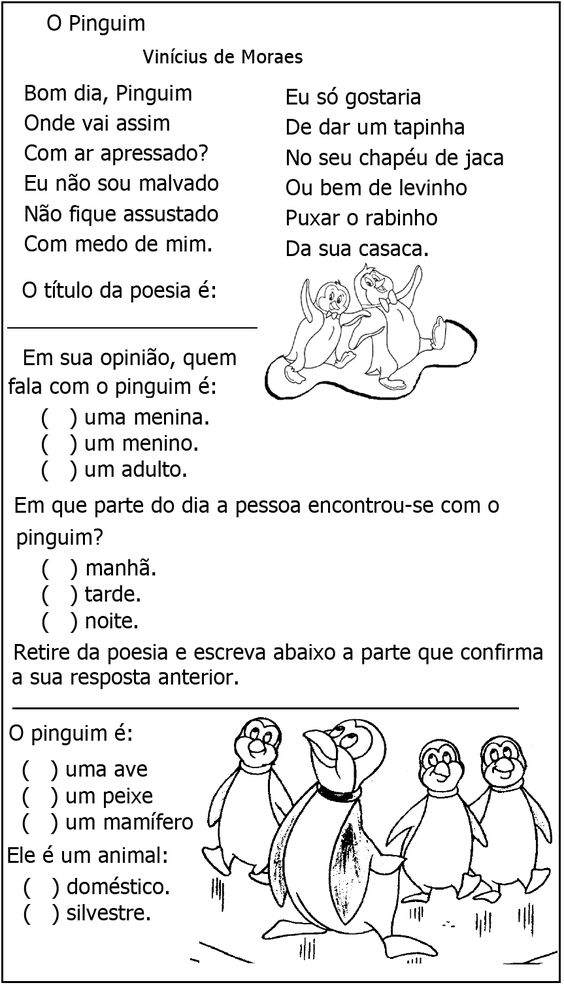 O Pinguim
Vinícius de Moraes
Bom dia, Pinguim
Onde vai assim
Com ar apressado?
Eu não sou malvado
Não fique assustado
Com medo de mim.
Eu só gostaria
De dar um tapinha
No seu chapéu de jaca
Ou bem de levinho
Puxar o rabinho
Da sua casaca.
O título da poesia é:
Em sua opinião, quem
fala com o pinguim é:
( ) uma menina.
( ) um menino.
( ) um adulto.
Em que parte do dia a pessoa encontrou-se com o
pinguim?
( ) manhã.
( ) tarde.
( ) noite.
Retire da poesia e escreva abaixo a parte que confirma
a sua resposta anterior.
O pinguim é:
( ) uma ave
( ) um peixe
( ) um mamífero
Ele é um animal:
( ) doméstico.
( ) silvestre.